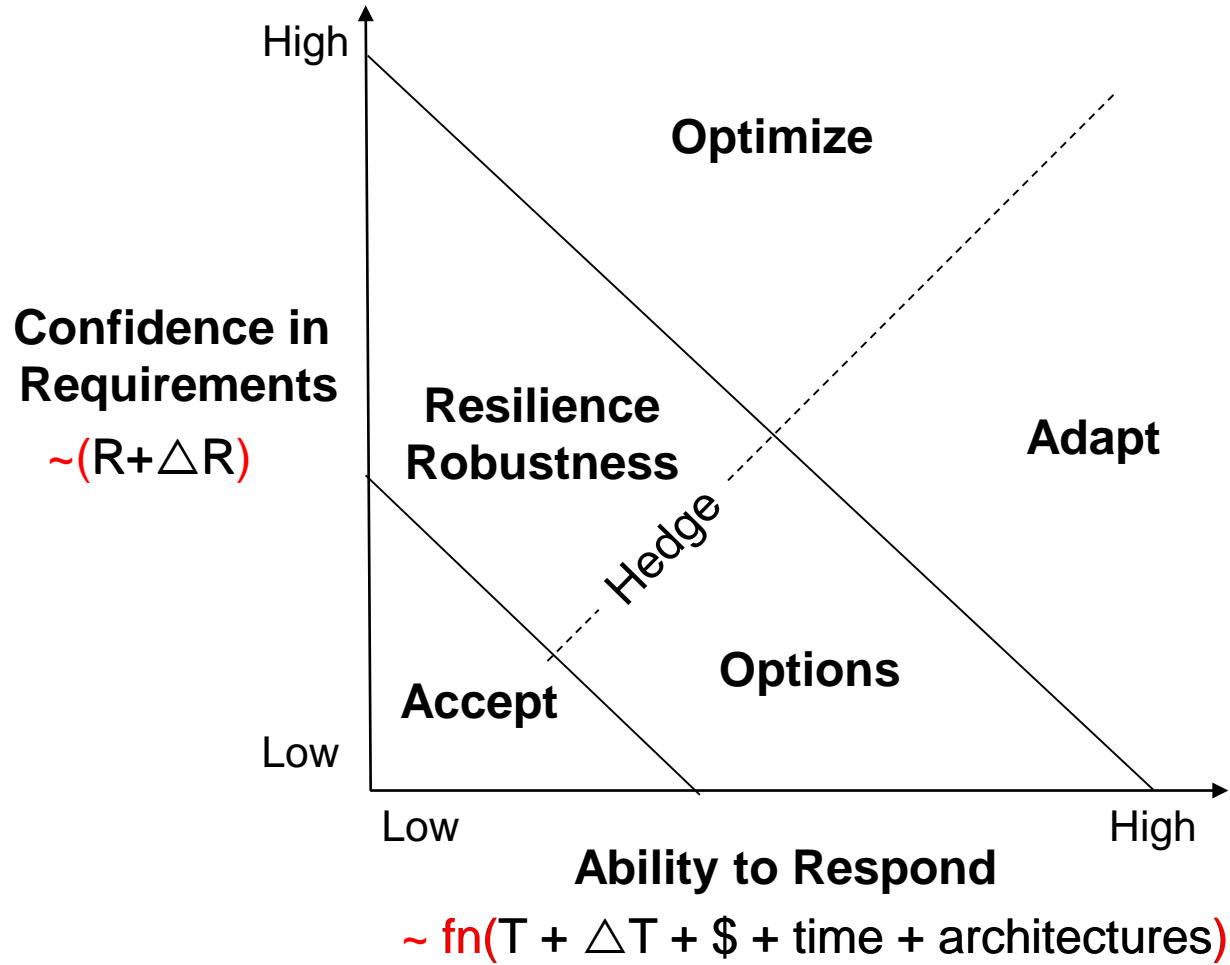 High
Optimize
Confidence in
Requirements
~(R+△R)
Resilience
Robustness
Adapt
Hedge
Options
Accept
Low
Low
High
Ability to Respond
~ fn(T + △T + $ + time + architectures)